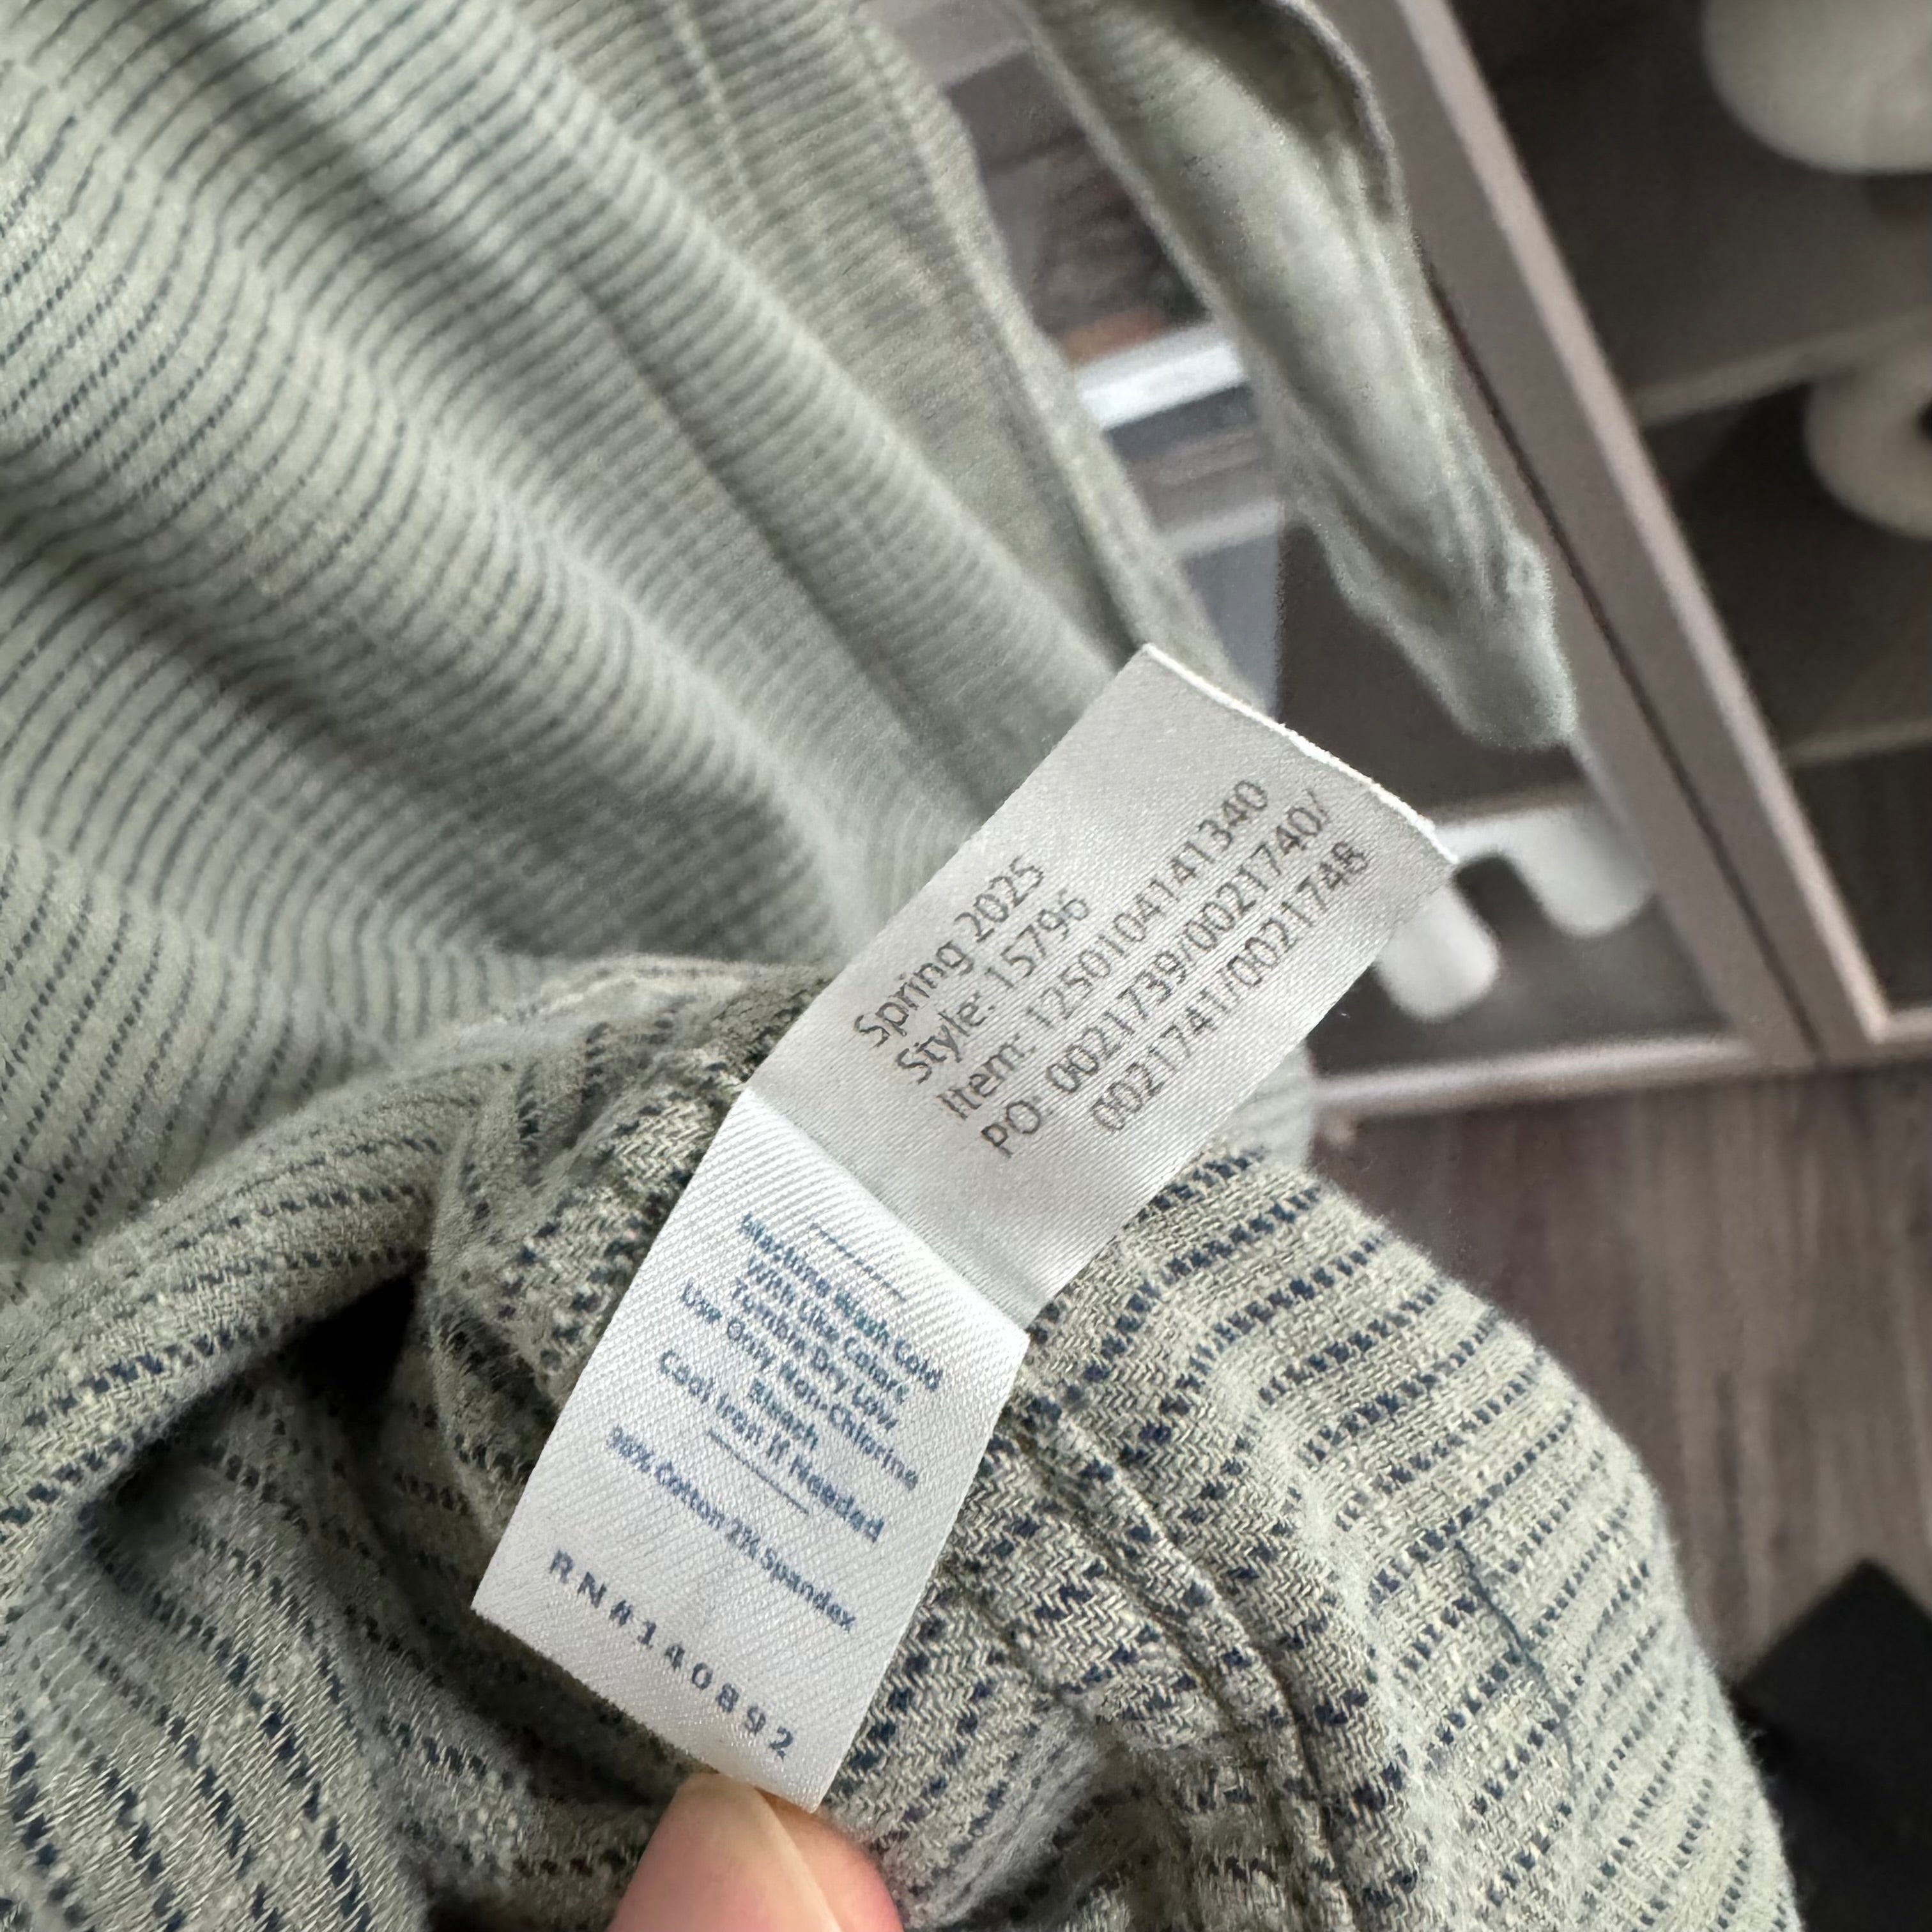 Spring 2025
Style: 15796
Item: 1250104141340
PO: 0021739/0021740/
0021741/0021748
Machine Wash Cold
With Like Colors
Tumble Dry Low
Use Only Non-Chlorine
Bleach
Cool Iron If Needed
98% Cotton 2% Spandex
RN#140892